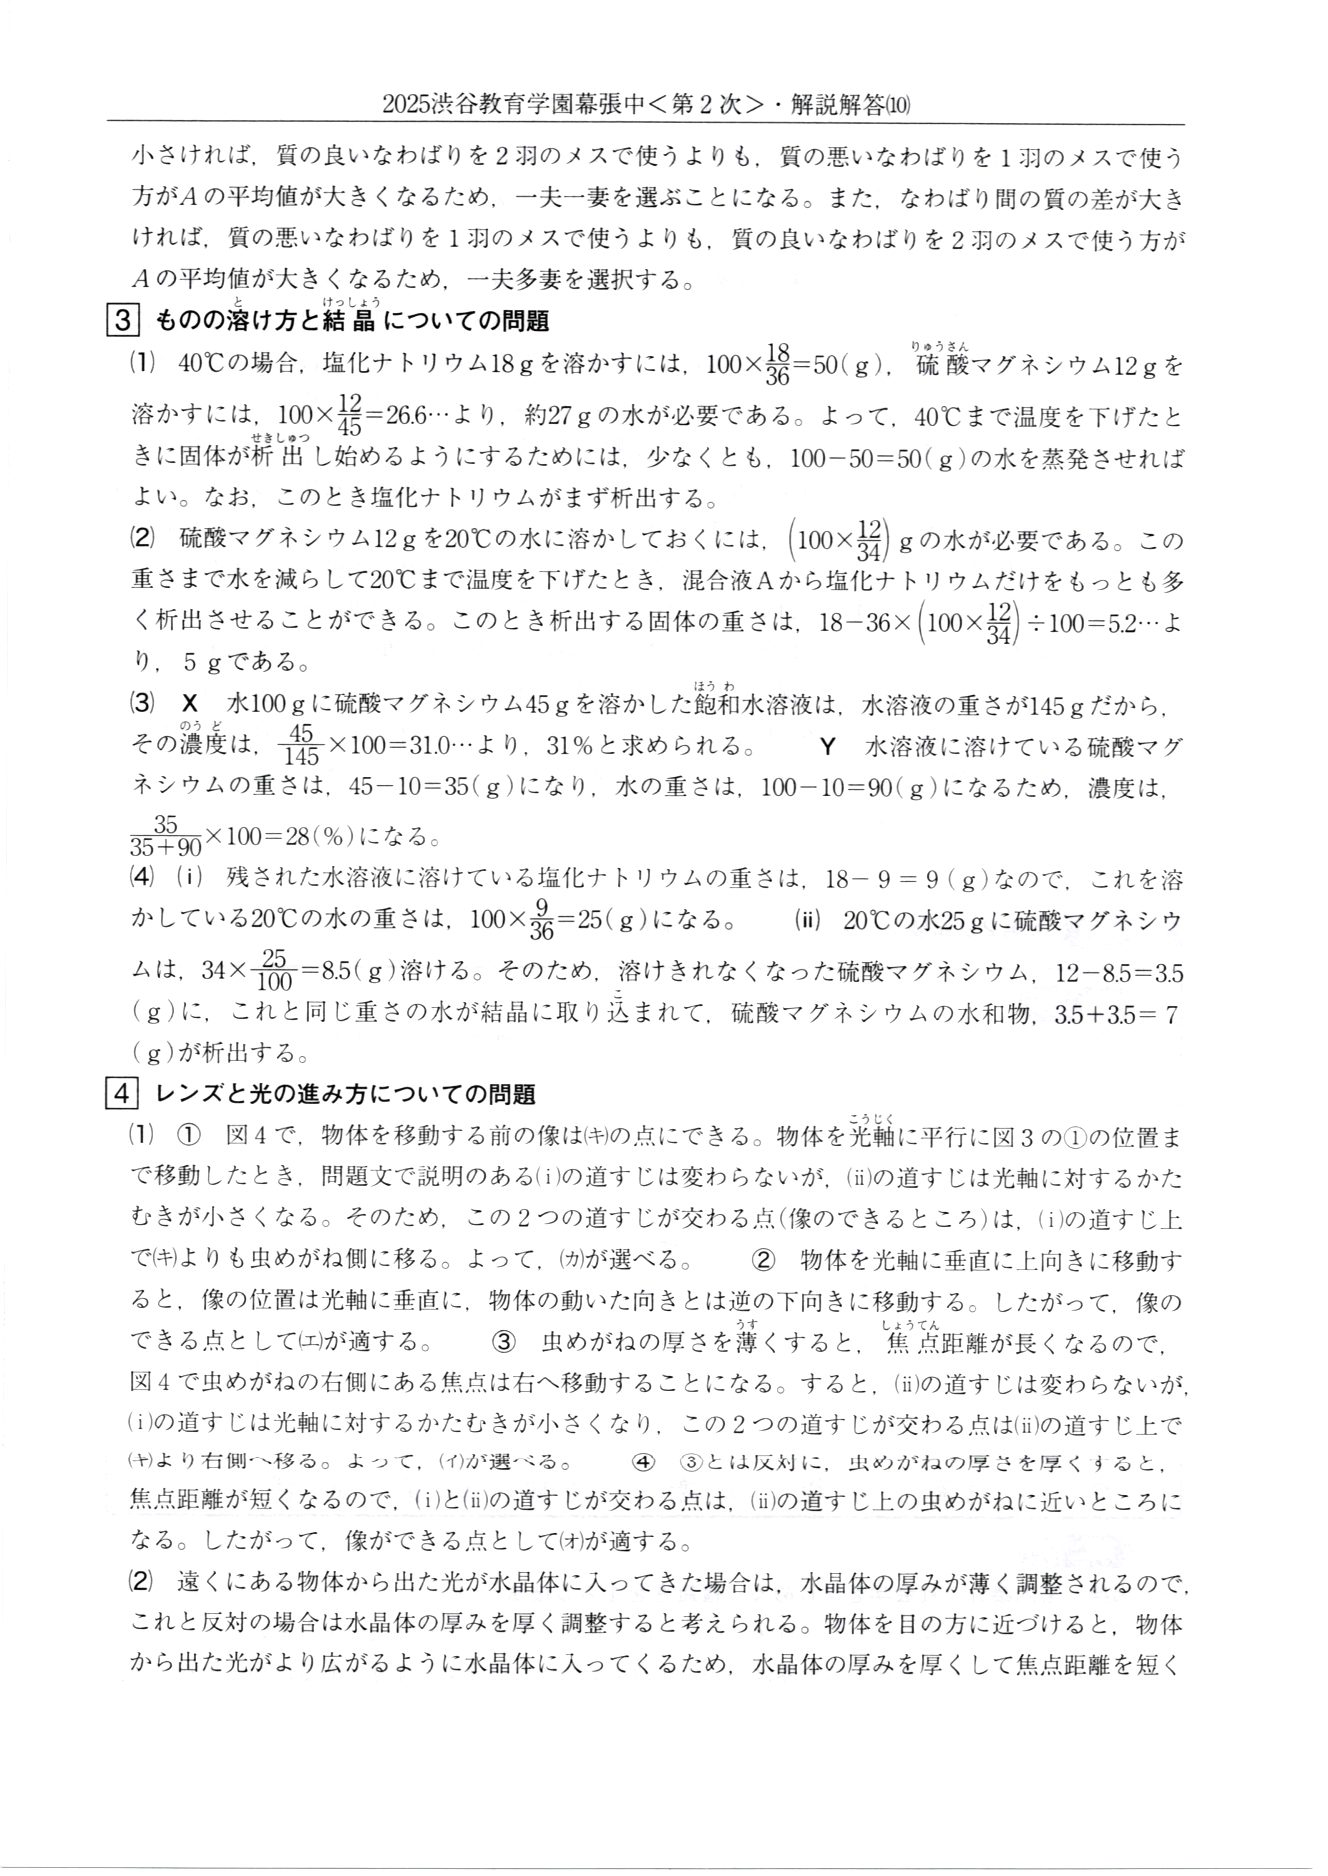 2025渋谷教育学園幕張中＜第２次＞・解説解答⑽
小さければ，質の良いなわばりを２羽のメスで使うよりも，質の悪いなわばりを１羽のメスで使う
方がＡの平均値が大きくなるため，一夫一妻を選ぶことになる。また，なわばり間の質の差が大き
ければ，質の悪いなわばりを１羽のメスで使うよりも，質の良いなわばりを２羽のメスで使う方が
Ａの平均値が大きくなるため，一夫多妻を選択する。
3 ものの溶け方と結晶についての問題
⑴　40℃の場合，塩化ナトリウム18ｇを溶かすには，100×18/36＝50(ｇ)，硫酸マグネシウム12ｇを
溶かすには，100×12/45＝26.6…より，約27ｇの水が必要である。よって，40℃まで温度を下げたと
きに固体が析出し始めるようにするためには，少なくとも，100－50＝50(ｇ)の水を蒸発させれば
よい。なお，このとき塩化ナトリウムがまず析出する。
⑵　硫酸マグネシウム12ｇを20℃の水に溶かしておくには，(100×12/34)ｇの水が必要である。この
重さまで水を減らして20℃まで温度を下げたとき，混合液Ａから塩化ナトリウムだけをもっとも多
く析出させることができる。このとき析出する固体の重さは，18－36×(100×12/34)÷100＝5.2…よ
り，５ｇである。
⑶　Ｘ　水100ｇに硫酸マグネシウム45ｇを溶かした飽和水溶液は，水溶液の重さが145ｇだから，
その濃度は，45/145×100＝31.0…より，31％と求められる。　　Ｙ　水溶液に溶けている硫酸マグ
ネシウムの重さは，45－10＝35(ｇ)になり，水の重さは，100－10＝90(ｇ)になるため，濃度は，
35/35＋90×100＝28(％)になる。
⑷　(ⅰ)　残された水溶液に溶けている塩化ナトリウムの重さは，18－９＝９(ｇ)なので，これを溶
かしている20℃の水の重さは，100×9/36＝25(ｇ)になる。　　(ⅱ)　20℃の水25ｇに硫酸マグネシウ
ムは，34×25/100＝8.5(ｇ)溶ける。そのため，溶けきれなくなった硫酸マグネシウム，12－8.5＝3.5
(ｇ)に，これと同じ重さの水が結晶に取り込まれて，硫酸マグネシウムの水和物，3.5＋3.5＝７
(ｇ)が析出する。
4 レンズと光の進み方についての問題
⑴　①　図４で，物体を移動する前の像は(キ)の点にできる。物体を光軸に平行に図３の①の位置ま
で移動したとき，問題文で説明のある(ⅰ)の道すじは変わらないが，(ⅱ)の道すじは光軸に対するかた
むきが小さくなる。そのため，この２つの道すじが交わる点(像のできるところ)は，(ⅰ)の道すじ上
で(キ)よりも虫めがね側に移る。よって，(カ)が選べる。　　②　物体を光軸に垂直に上向きに移動す
ると，像の位置は光軸に垂直に，物体の動いた向きとは逆の下向きに移動する。したがって，像の
できる点として(エ)が適する。　　③　虫めがねの厚さを薄くすると，焦点距離が長くなるので，
図４で虫めがねの右側にある焦点は右へ移動することになる。すると，(ⅱ)の道すじは変わらないが，
(ⅰ)の道すじは光軸に対するかたむきが小さくなり，この２つの道すじが交わる点は(ⅱ)の道すじ上で
(キ)より右側へ移る。よって，(イ)が選べる。　　④　③とは反対に，虫めがねの厚さを厚くすると，
焦点距離が短くなるので，(ⅰ)と(ⅱ)の道すじが交わる点は，(ⅱ)の道すじ上の虫めがねに近いところに
なる。したがって，像ができる点として(オ)が適する。
⑵　遠くにある物体から出た光が水晶体に入ってきた場合は，水晶体の厚みが薄く調整されるので，
これと反対の場合は水晶体の厚みを厚く調整すると考えられる。物体を目の方に近づけると，物体
から出た光がより広がるように水晶体に入ってくるため，水晶体の厚みを厚くして焦点距離を短く